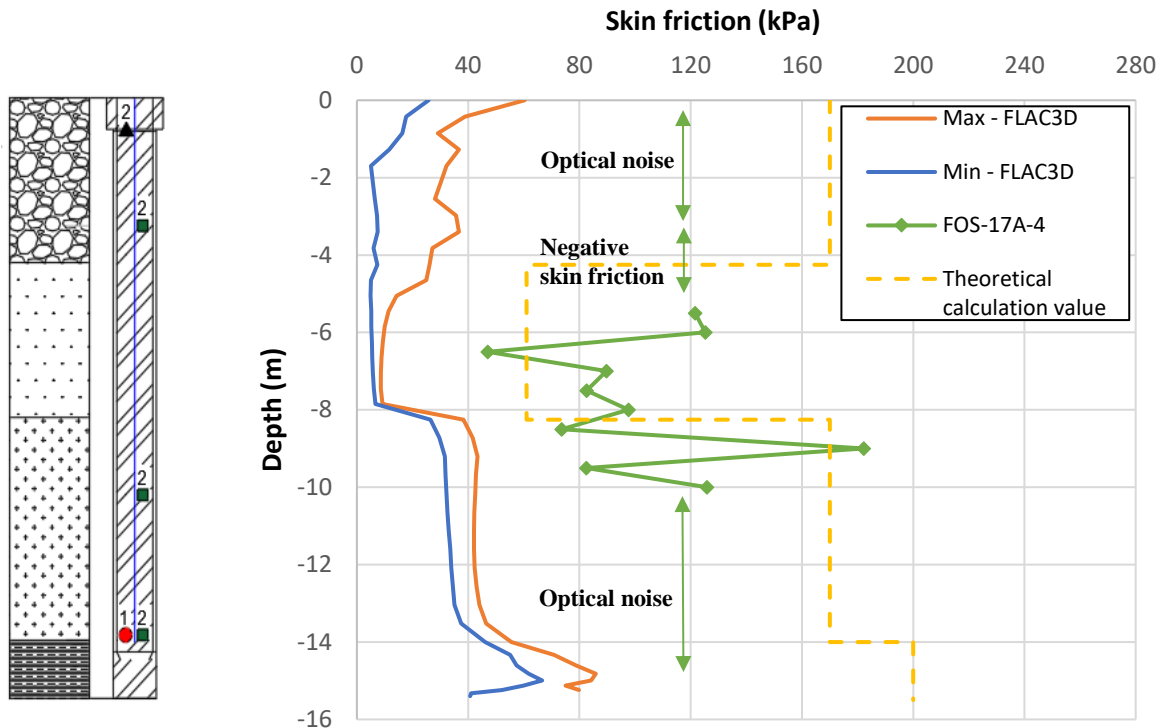 Skin friction (kPa)
0 40 80 120 160 200 240 280
0
-2
-4
-6
-8
-10
-12
-14
-16
Depth (m)
Optical noise
Negative
skin friction
Optical noise
Max - FLAC3D
Min - FLAC3D
FOS-17A-4
Theoretical
calculation value
2
2
2
1 2